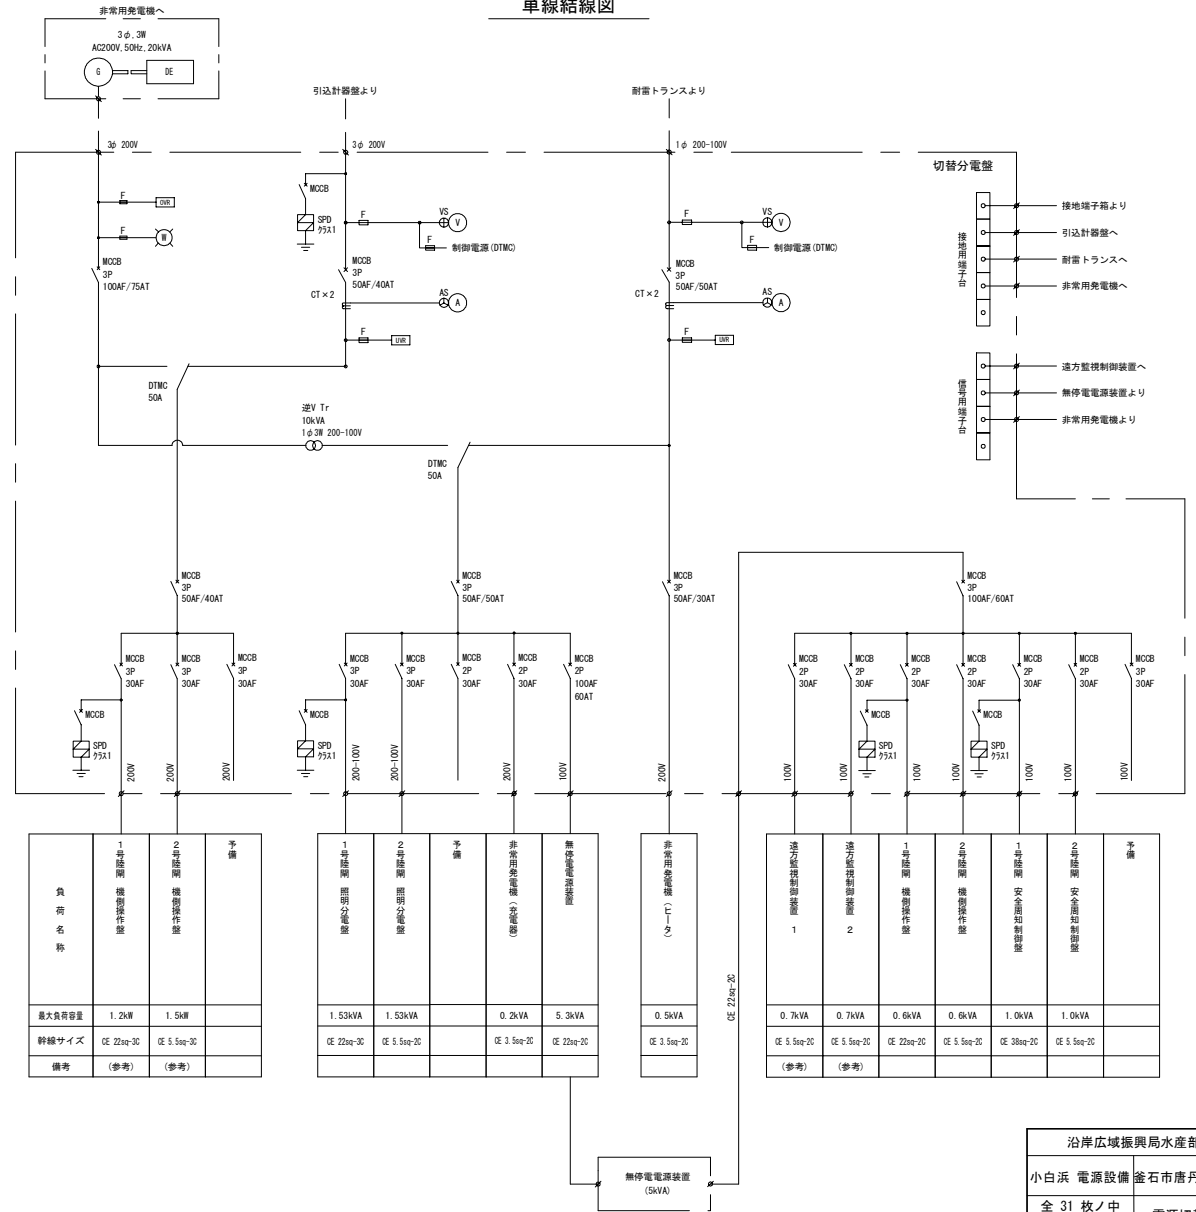 単線結線図
非常用発電機へ
3φ, 3W
AC200V, 50Hz, 20kVA
G
DE
引込計器盤より
耐雷トランスより
3φ 200V
3φ 200V
1φ 200-100V
切替分電盤
F
OVR
F
W
MCCB
3P
100AF/75AT
MCCB
SPD
クラス1
F
VS
V
F
制御電源(DTMC)
MCCB
3P
50AF/40AT
CT×2
AS
A
F
UVR
F
VS
V
F
制御電源(DTMC)
MCCB
3P
50AF/50AT
CT×2
AS
A
F
UVR
接地用端子台
接地端子箱より
引込計器盤へ
耐雷トランスへ
非常用発電機へ
信号用端子台
遠方監視制御装置へ
無停電電源装置より
非常用発電機より
DTMC
50A
逆V Tr
10kVA
1φ3W 200-100V
DTMC
50A
MCCB
3P
50AF/40AT
MCCB
3P
50AF/50AT
MCCB
3P
50AF/30AT
MCCB
3P
100AF/60AT
MCCB
3P
30AF
MCCB
3P
30AF
MCCB
3P
30AF
MCCB
3P
30AF
MCCB
3P
30AF
MCCB
2P
30AF
MCCB
2P
30AF
MCCB
2P
100AF
60AT
MCCB
2P
30AF
MCCB
2P
30AF
MCCB
2P
30AF
MCCB
2P
30AF
MCCB
2P
30AF
MCCB
2P
30AF
MCCB
3P
30AF
MCCB
SPD
クラス1
MCCB
SPD
クラス1
MCCB
SPD
クラス1
MCCB
SPD
クラス1
200V
200V
200V
200-100V
200-100V
200V
100V
200V
100V
100V
100V
100V
100V
100V
100V
負荷名称
1号陸閘 機側操作盤
2号陸閘 機側操作盤
予備
1号陸閘 照明分電盤
2号陸閘 照明分電盤
予備
非常用発電機(充電器)
無停電電源装置
非常用発電機(ヒータ)
CE 22sq-2C
遠方監視制御装置 1
遠方監視制御装置 2
1号陸閘 機側操作盤
2号陸閘 機側操作盤
1号陸閘 安全周知制御盤
2号陸閘 安全周知制御盤
予備
最大負荷容量 1.2kW 1.5kW 1.53kVA 1.53kVA 0.2kVA 5.3kVA 0.5kVA 0.7kVA 0.7kVA 0.6kVA 0.6kVA 1.0kVA 1.0kVA
幹線サイズ CE 22sq-3C CE 5.5sq-3C CE 22sq-3C CE 5.5sq-2C CE 3.5sq-2C CE 22sq-2C CE 3.5sq-2C CE 5.5sq-2C CE 5.5sq-2C CE 22sq-2C CE 5.5sq-2C CE 38sq-2C CE 5.5sq-2C
備考 (参考) (参考) (参考) (参考)
無停電電源装置
(5kVA)
沿岸広域振興局水産部
小白浜 電源設備 釜石市唐丹
全 31 枚ノ中